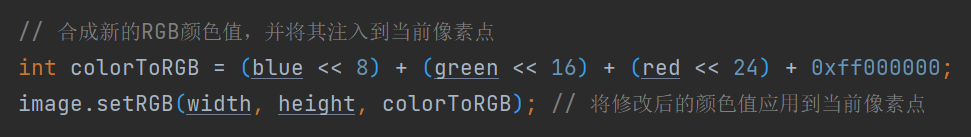 // 合成新的RGB颜色值，并将其注入到当前像素点
int colorToRGB = (blue << 8) + (green << 16) + (red << 24) + 0xff000000;
image.setRGB(width, height, colorToRGB); // 将修改后的颜色值应用到当前像素点